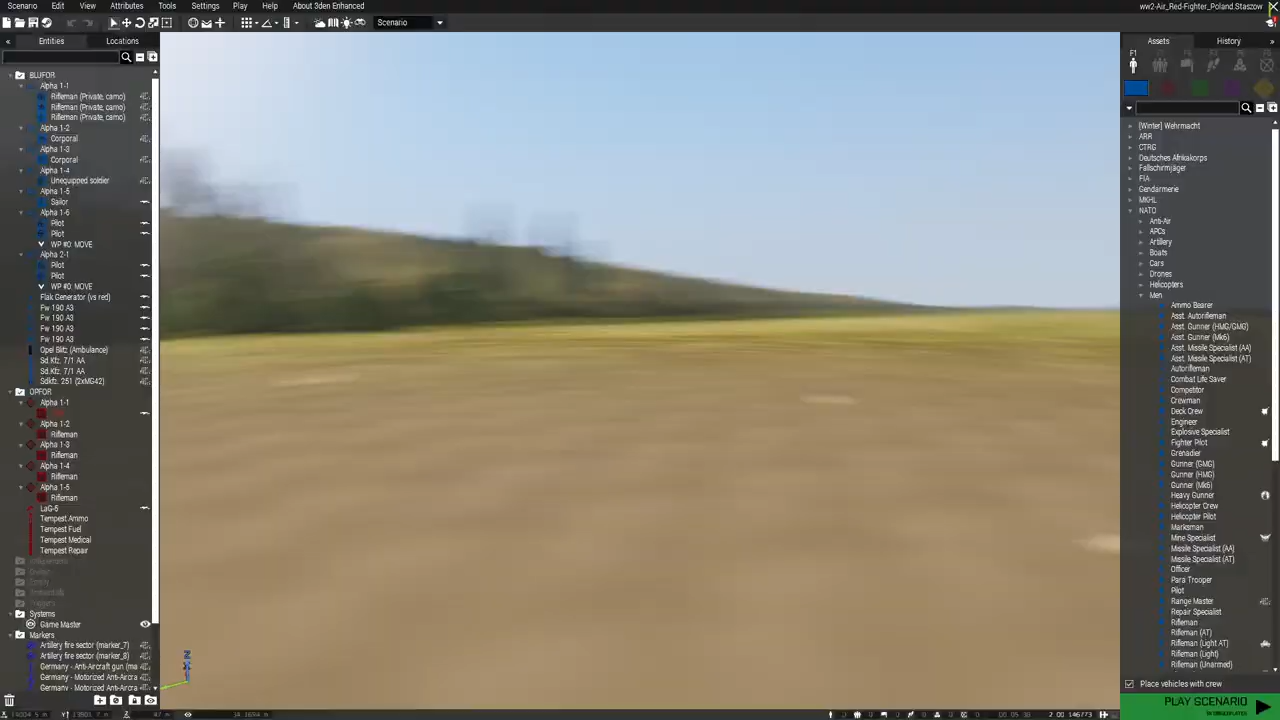 Scenario Edit View Attributes Tools Settings Play Help About 3den Enhanced
ww2-Air_Red-Fighter_Poland.Staszow
Scenario
Entities Locations
BLUFOR
Alpha 1-1
Rifleman (Private, camo)
Rifleman (Private, camo)
Rifleman (Private, camo)
Alpha 1-2
Corporal
Alpha 1-3
Corporal
Alpha 1-4
Unequipped soldier
Alpha 1-5
Sailor
Alpha 1-6
Pilot
Pilot
WP #0: MOVE
Alpha 2-1
Pilot
Pilot
WP #0: MOVE
Flak Generator (vs red)
Fw 190 A3
Fw 190 A3
Fw 190 A3
Fw 190 A3
Opel Blitz (Ambulance)
Sd.Kfz. 7/1 AA
Sd.Kfz. 7/1 AA
Sdkfz. 251 (2xMG42)
OPFOR
Alpha 1-1
Alpha 1-2
Rifleman
Alpha 1-3
Rifleman
Alpha 1-4
Rifleman
Alpha 1-5
Rifleman
LaG-5
Tempest Ammo
Tempest Fuel
Tempest Medical
Tempest Repair
Systems
Game Master
Markers
Artillery fire sector (marker_7)
Artillery fire sector (marker_8)
Germany - Anti-Aircraft gun (ma
Germany - Motorized Anti-Aircra
Germany - Motorized Anti-Aircra
Assets History
F1
[Winter] Wehrmacht
ARR
CTRG
Deutsches Afrikakorps
Fallschirmjäger
FIA
Gendarmerie
MKHL
NATO
Anti-Air
APCs
Artillery
Boats
Cars
Drones
Helicopters
Men
Ammo Bearer
Asst. Autorifleman
Asst. Gunner (HMG/GMG)
Asst. Gunner (Mk6)
Asst. Missile Specialist (AA)
Asst. Missile Specialist (AT)
Autorifleman
Combat Life Saver
Competitor
Crewman
Deck Crew
Engineer
Explosive Specialist
Fighter Pilot
Grenadier
Gunner (GMG)
Gunner (HMG)
Gunner (Mk6)
Heavy Gunner
Helicopter Crew
Helicopter Pilot
Marksman
Mine Specialist
Missile Specialist (AA)
Missile Specialist (AT)
Officer
Para Trooper
Pilot
Range Master
Repair Specialist
Rifleman
Rifleman (AT)
Rifleman (Light AT)
Rifleman (Light)
Rifleman (Unarmed)
Place vehicles with crew
PLAY SCENARIO
2.00.146773